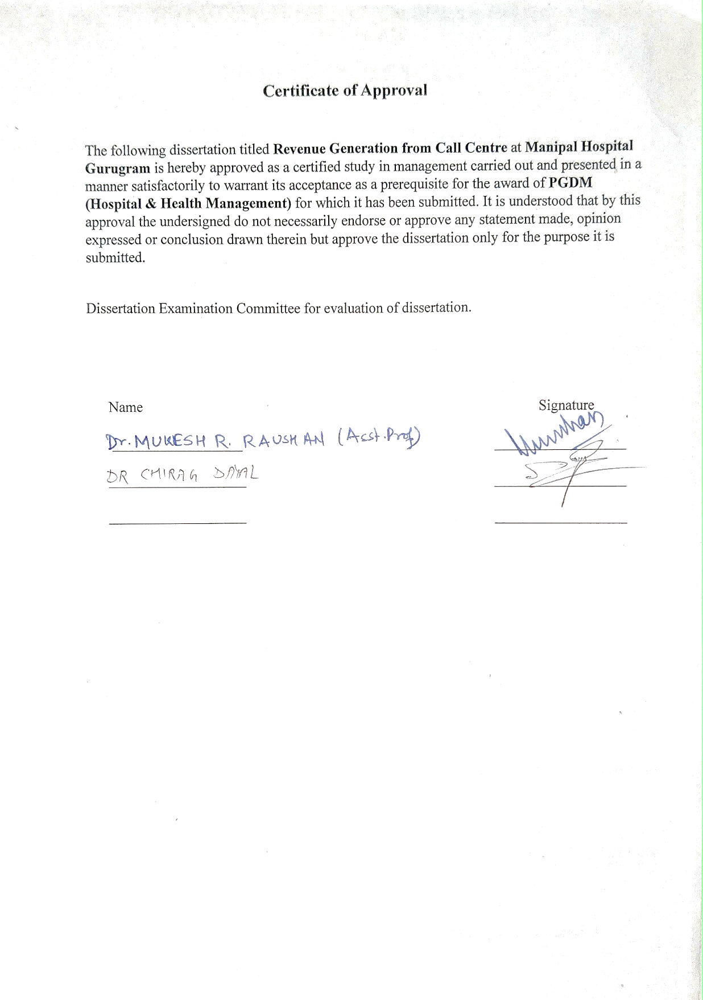 Certificate of Approval
The following dissertation titled Revenue Generation from Call Centre at Manipal Hospital
Gurugram is hereby approved as a certified study in management carried out and presented in a
manner satisfactorily to warrant its acceptance as a prerequisite for the award of PGDM
(Hospital & Health Management) for which it has been submitted. It is understood that by this
approval the undersigned do not necessarily endorse or approve any statement made, opinion
expressed or conclusion drawn therein but approve the dissertation only for the purpose it is
submitted.
Dissertation Examination Committee for evaluation of dissertation.
Name Signature
Dr. MUKESH R. RAUSHAN (Asst. Prof)
DR CHIRAG DAYAL